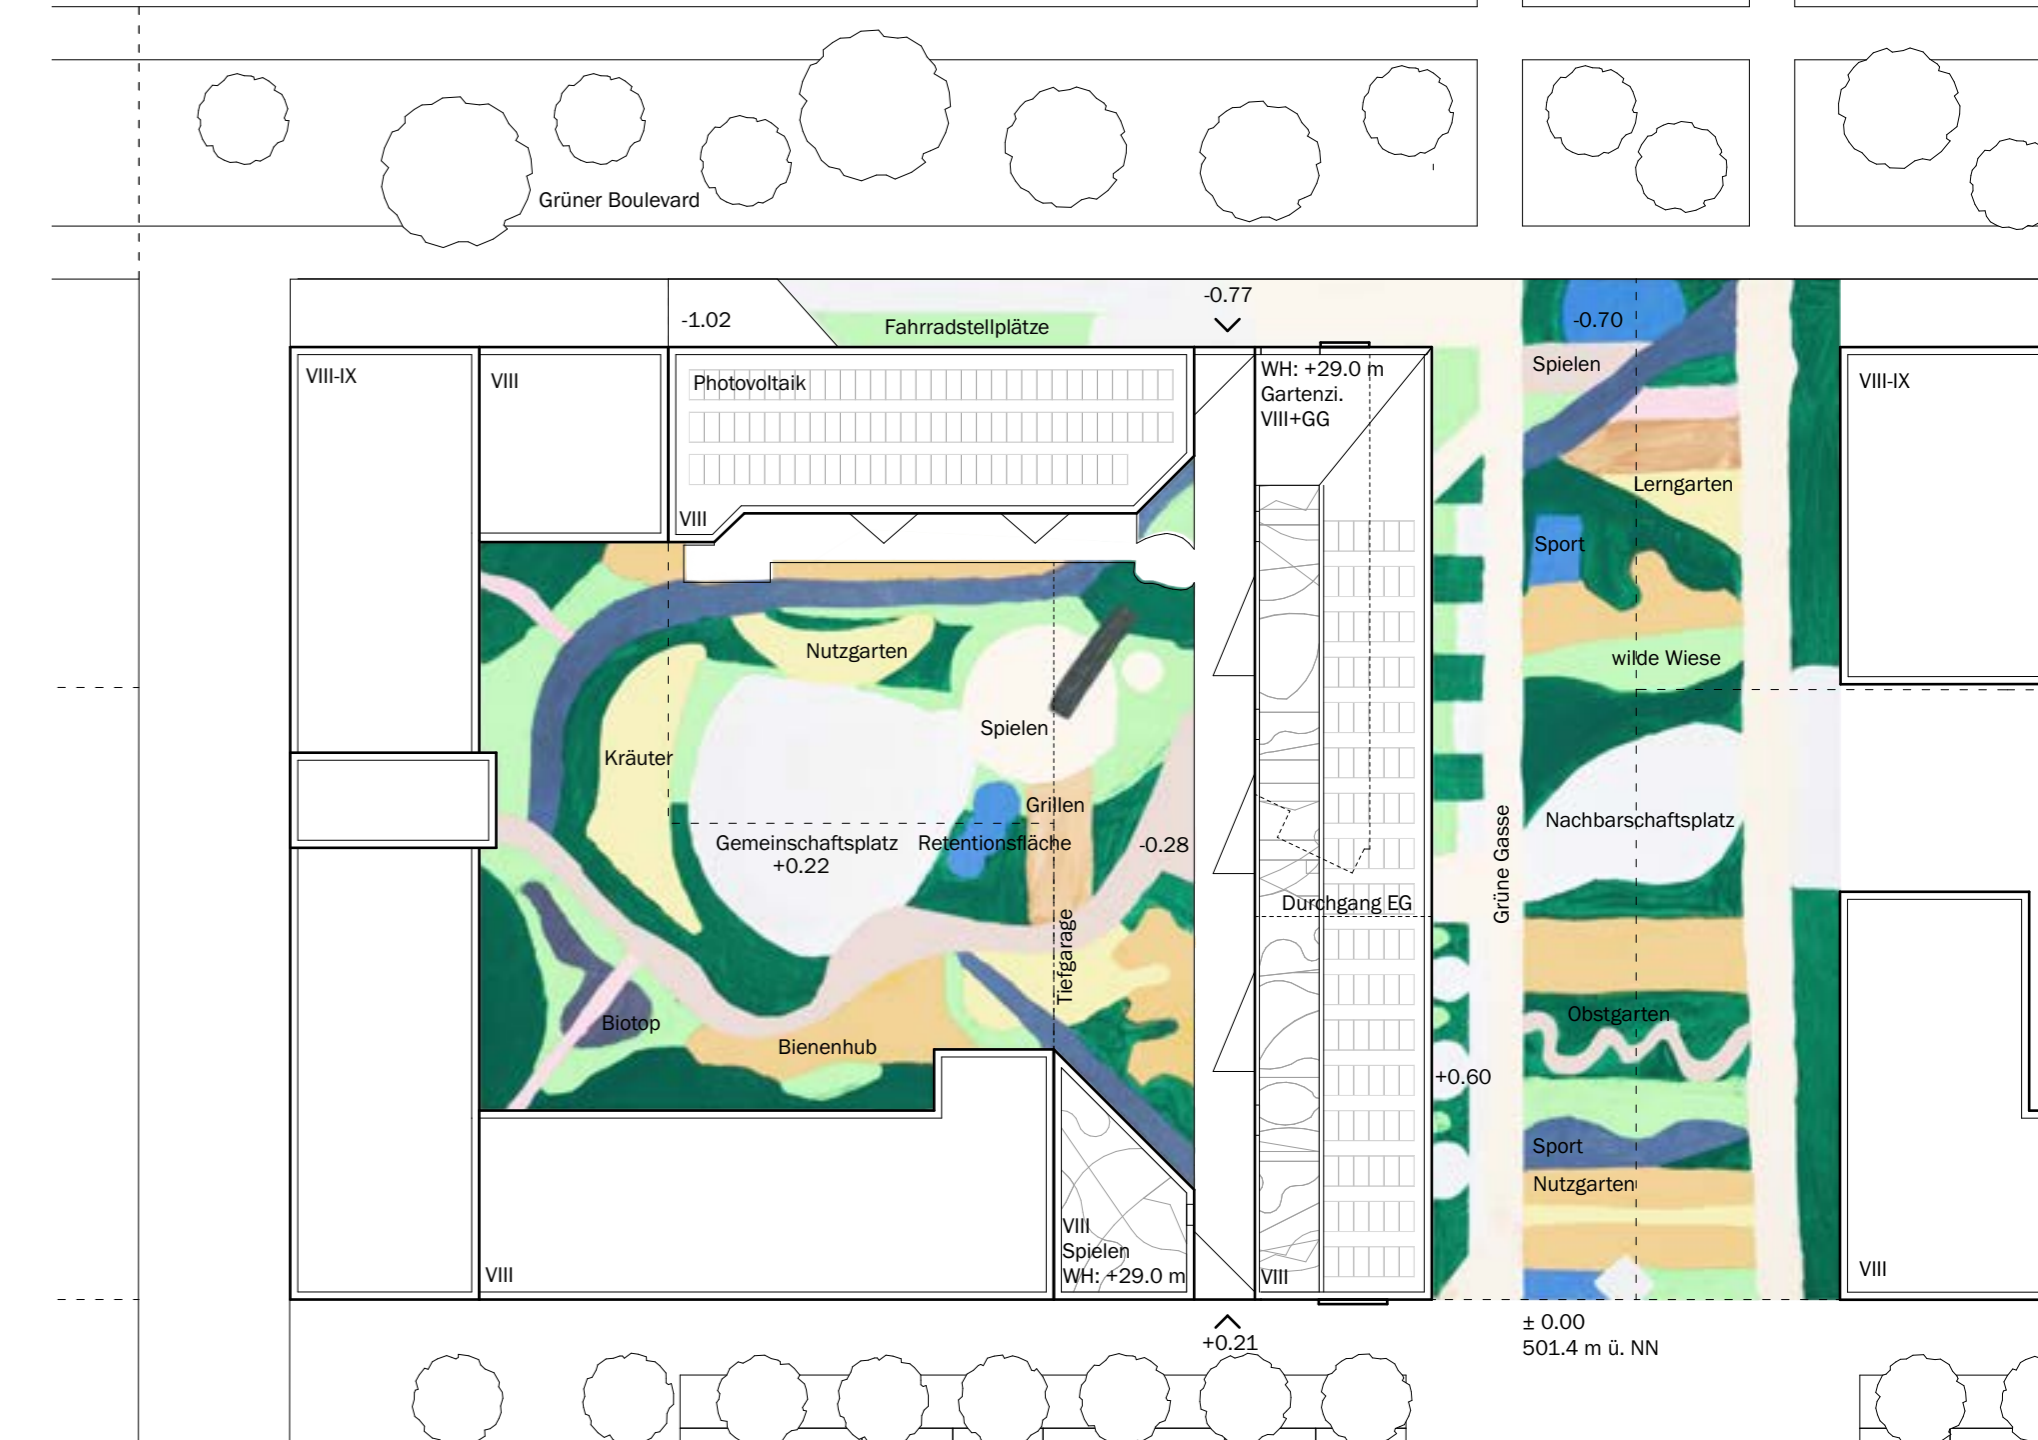 Grüner Boulevard
-0.77
-1.02
Fahrradstellplätze
-0.70
VIII-IX
VIII
Photovoltaik
WH: +29.0 m
Gartenzi.
VIII+GG
Spielen
VIII-IX
Lerngarten
VIII
Sport
Nutzgarten
wilde Wiese
Spielen
Kräuter
Grillen
Gemeinschaftsplatz
+0.22
Retentionsfläche
-0.28
Nachbarschaftsplatz
Grüne Gasse
Durchgang EG
Tiefgarage
Biotop
Obstgarten
Bienenhub
+0.60
Sport
Nutzgarten
VIII
Spielen
WH: +29.0 m
VIII
VIII
VIII
+0.21
± 0.00
501.4 m ü. NN